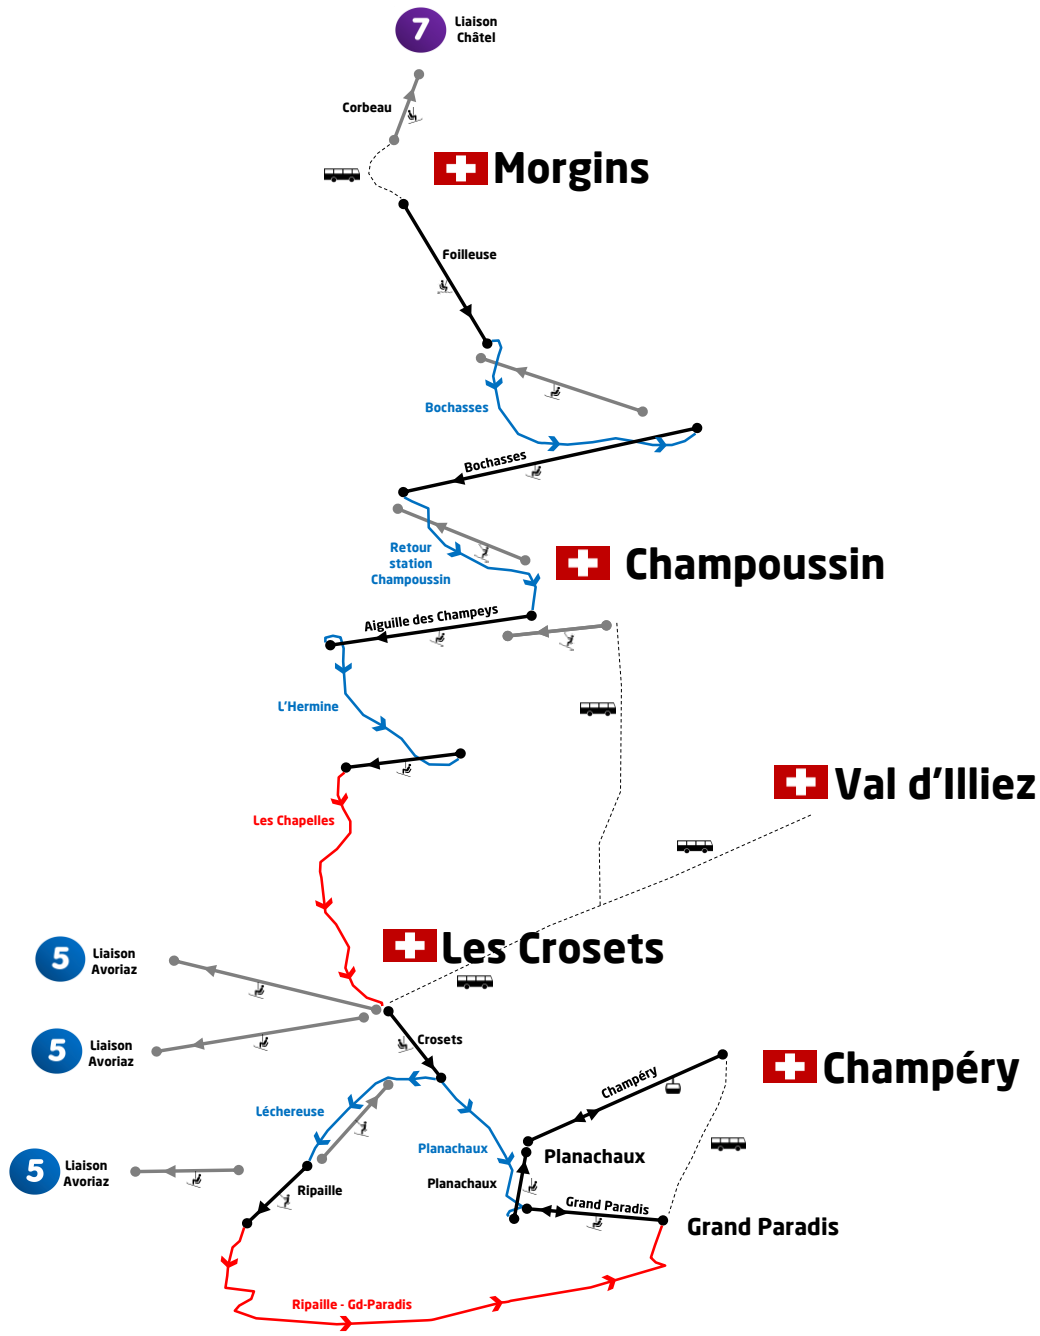 7
Liaison
Châtel
Corbeau
Morgins
Foilleuse
Bochasses
Bochasses
Retour
station
Champoussin
Champoussin
Aiguille des Champeys
L'Hermine
Val d'Illiez
Les Chapelles
Les Crosets
5
Liaison
Avoriaz
5
Liaison
Avoriaz
Crosets
Champéry
Champéry
Léchereuse
Planachaux
Planachaux
5
Liaison
Avoriaz
Planachaux
Ripaille
Grand Paradis
Grand Paradis
Ripaille - Gd-Paradis